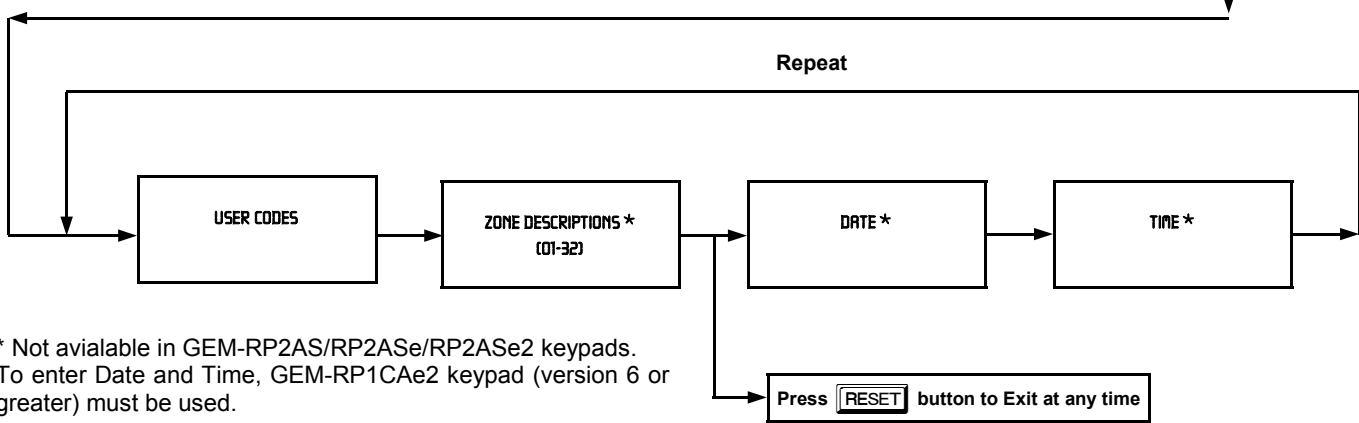 Repeat
USER CODES
ZONE DESCRIPTIONS *
(01-32)
DATE *
TIME *
* Not avialable in GEM-RP2AS/RP2ASe/RP2ASe2 keypads.
To enter Date and Time, GEM-RP1CAe2 keypad (version 6 or
greater) must be used.
Press RESET button to Exit at any time